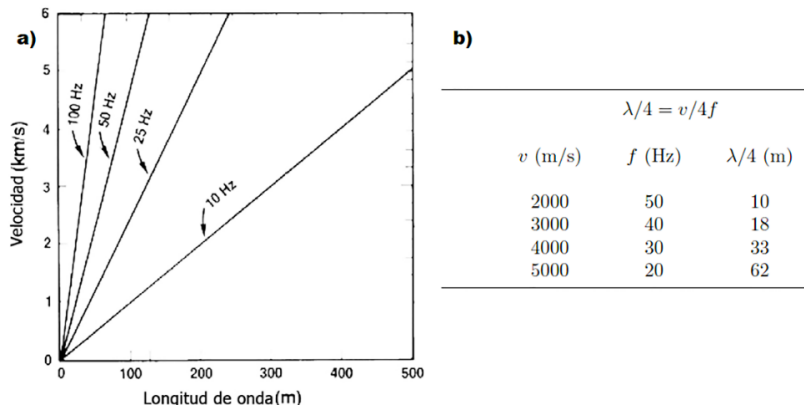 a)
6
5
4
3
2
1
0
Velocidad (km/s)
100 Hz
50 Hz
25 Hz
10 Hz
0 100 200 300 400 500
Longitud de onda(m)
b)
λ/4 = v/4f
v (m/s) f (Hz) λ/4 (m)
2000 50 10
3000 40 18
4000 30 33
5000 20 62